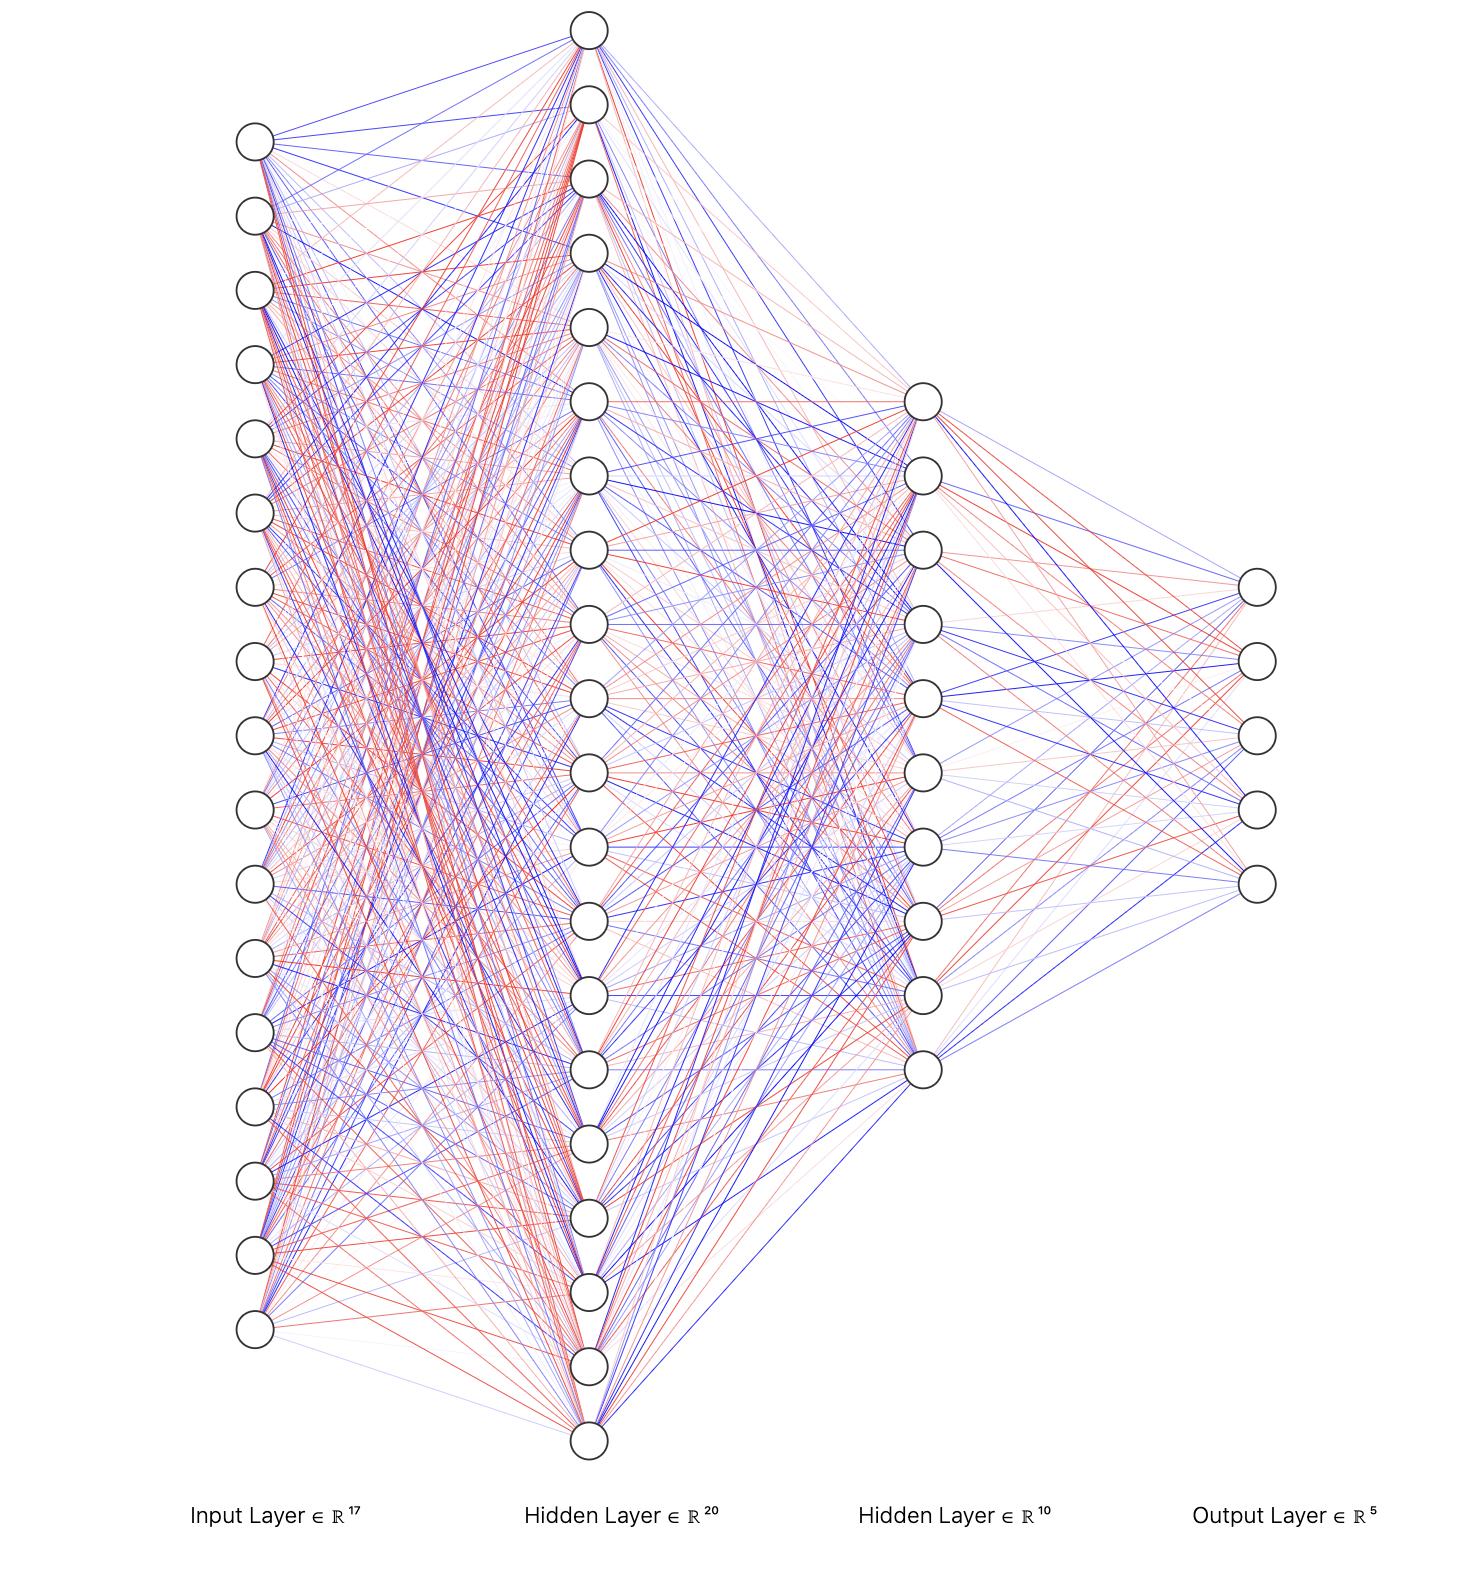 Input Layer ∈ ℝ¹⁷
Hidden Layer ∈ ℝ²⁰
Hidden Layer ∈ ℝ¹⁰
Output Layer ∈ ℝ⁵